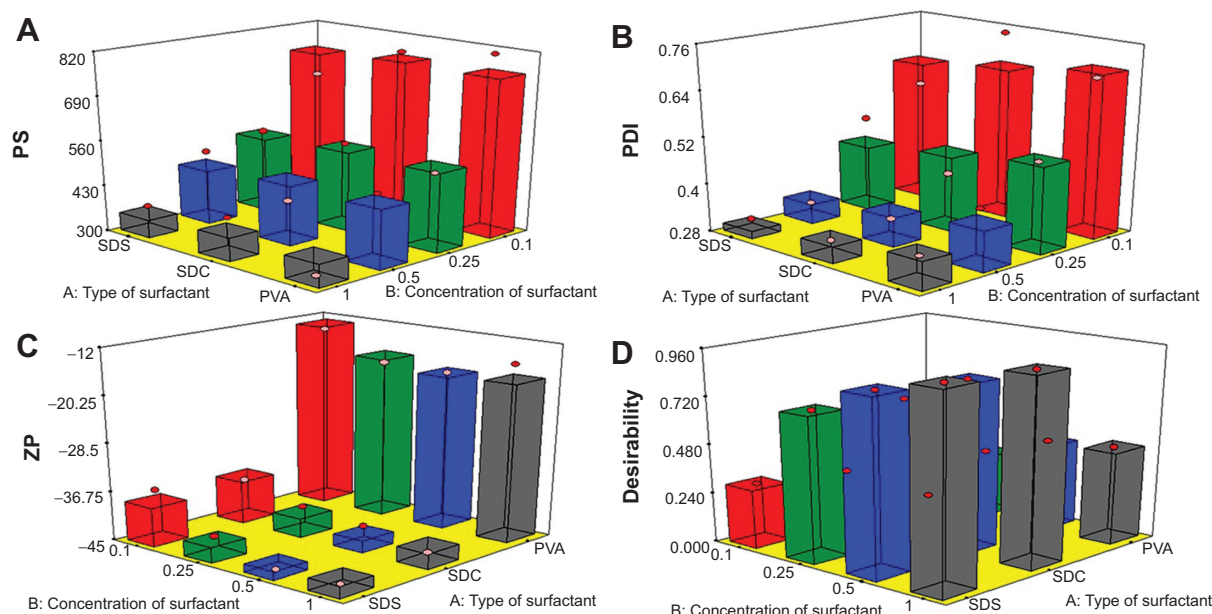 A
820
690
560
430
300
PS
SDS
SDC
PVA
A: Type of surfactant
0.1
0.25
0.5
1
B: Concentration of surfactant
B
0.76
0.64
0.52
0.4
0.28
PDI
SDS
SDC
PVA
A: Type of surfactant
0.1
0.25
0.5
1
B: Concentration of surfactant
C
−12
−20.25
−28.5
−36.75
−45
ZP
0.1
0.25
0.5
1
B: Concentration of surfactant
PVA
SDC
SDS
A: Type of surfactant
D
0.960
0.720
0.480
0.240
0.000
Desirability
0.1
0.25
0.5
1
B: Concentration of surfactant
PVA
SDC
SDS
A: Type of surfactant